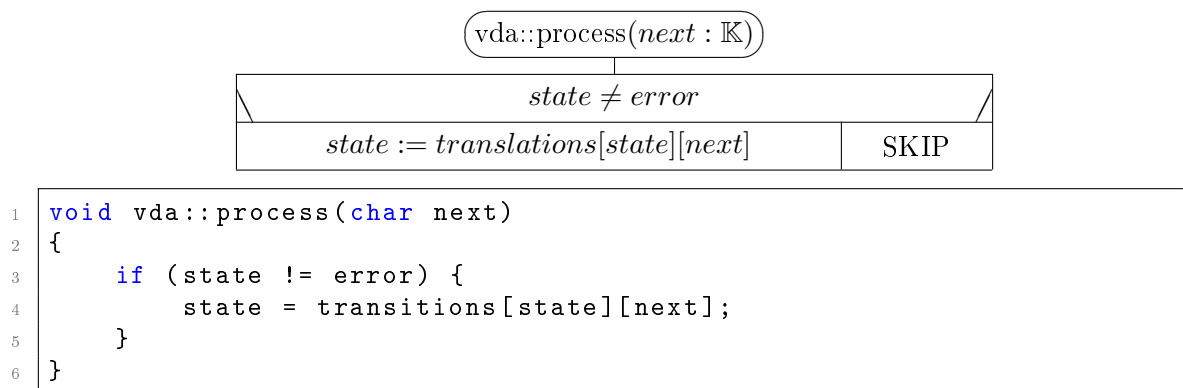 vda::process(next : 𝕂)
state ≠ error
state := translations[state][next] SKIP
1 void vda::process(char next)
2 {
3     if (state != error) {
4         state = transitions[state][next];
5     }
6 }